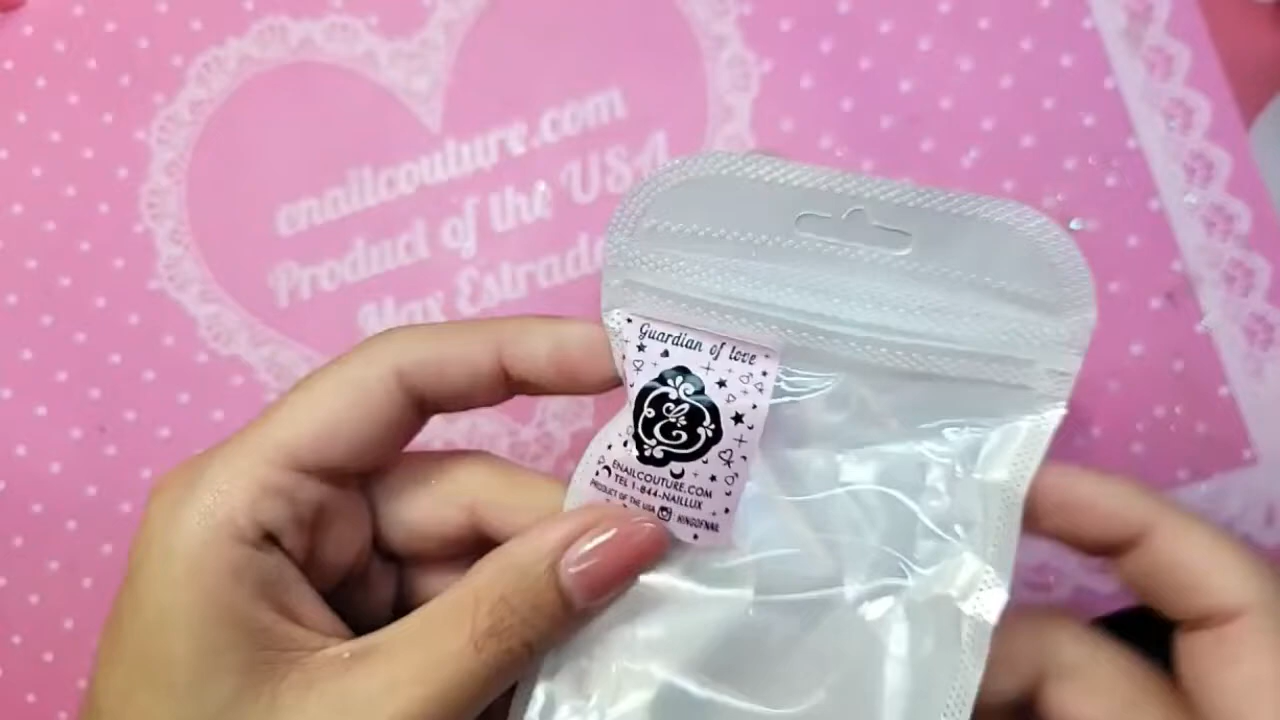 enailcouture.com
Product of the USA
Max Estrada
Guardian of love
E
ENAILCOUTURE.COM
TEL 1-844-NAILLUX
PRODUCT OF THE USA KINGOFNAIL